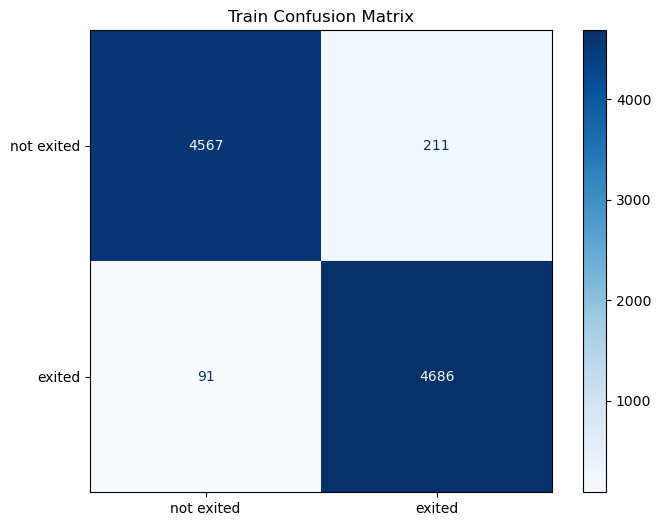 Train Confusion Matrix
not exited
4567
211
exited
91
4686
not exited
exited
4000
3000
2000
1000